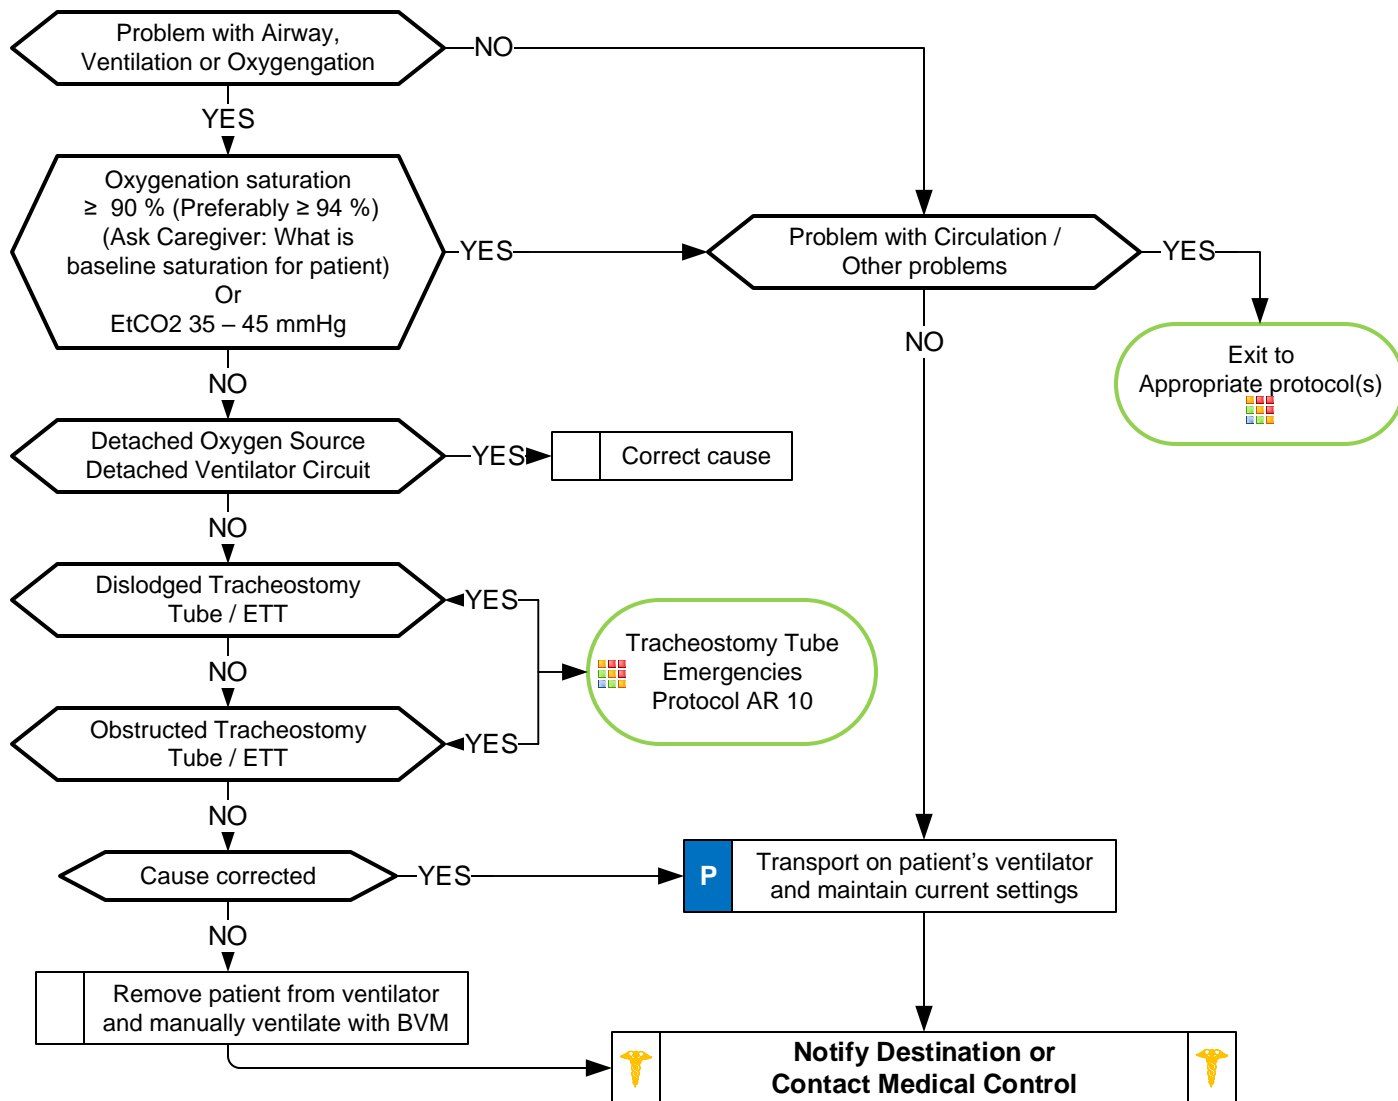 Problem with Airway,
Ventilation or Oxygengation
NO
YES
Oxygenation saturation
≥ 90 % (Preferably ≥ 94 %)
(Ask Caregiver: What is
baseline saturation for patient)
Or
EtCO2 35 – 45 mmHg
YES
Problem with Circulation /
Other problems
YES
NO
Exit to
Appropriate protocol(s)
NO
Detached Oxygen Source
Detached Ventilator Circuit
YES
Correct cause
NO
Dislodged Tracheostomy
Tube / ETT
YES
Tracheostomy Tube
Emergencies
Protocol AR 10
NO
Obstructed Tracheostomy
Tube / ETT
YES
NO
Cause corrected
YES
P
Transport on patient's ventilator
and maintain current settings
NO
Remove patient from ventilator
and manually ventilate with BVM
Notify Destination or
Contact Medical Control